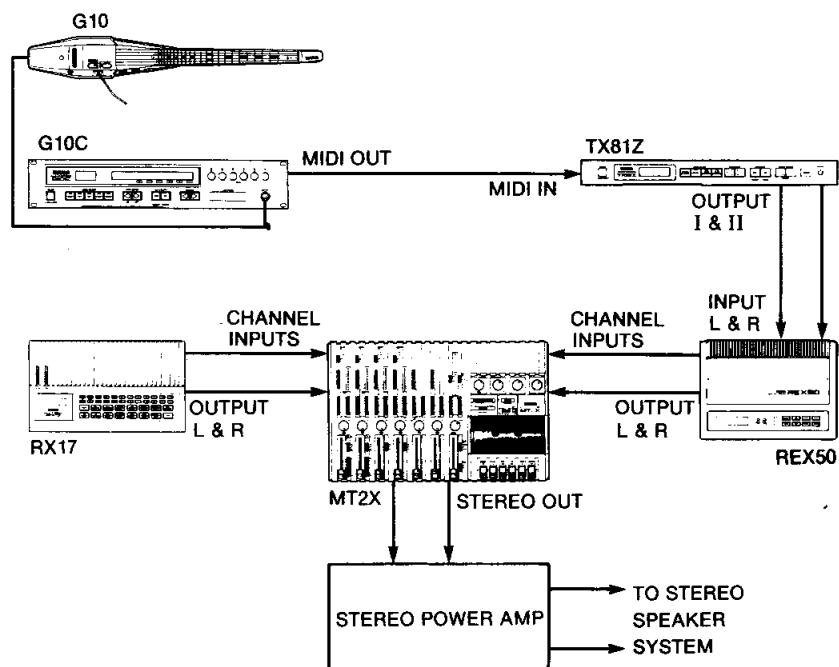 G10
G10C
MIDI OUT
MIDI IN
TX81Z
OUTPUT
I & II
INPUT
L & R
CHANNEL
INPUTS
CHANNEL
INPUTS
OUTPUT
L & R
OUTPUT
L & R
RX17
REX50
MT2X
STEREO OUT
STEREO POWER AMP
TO STEREO
SPEAKER
SYSTEM